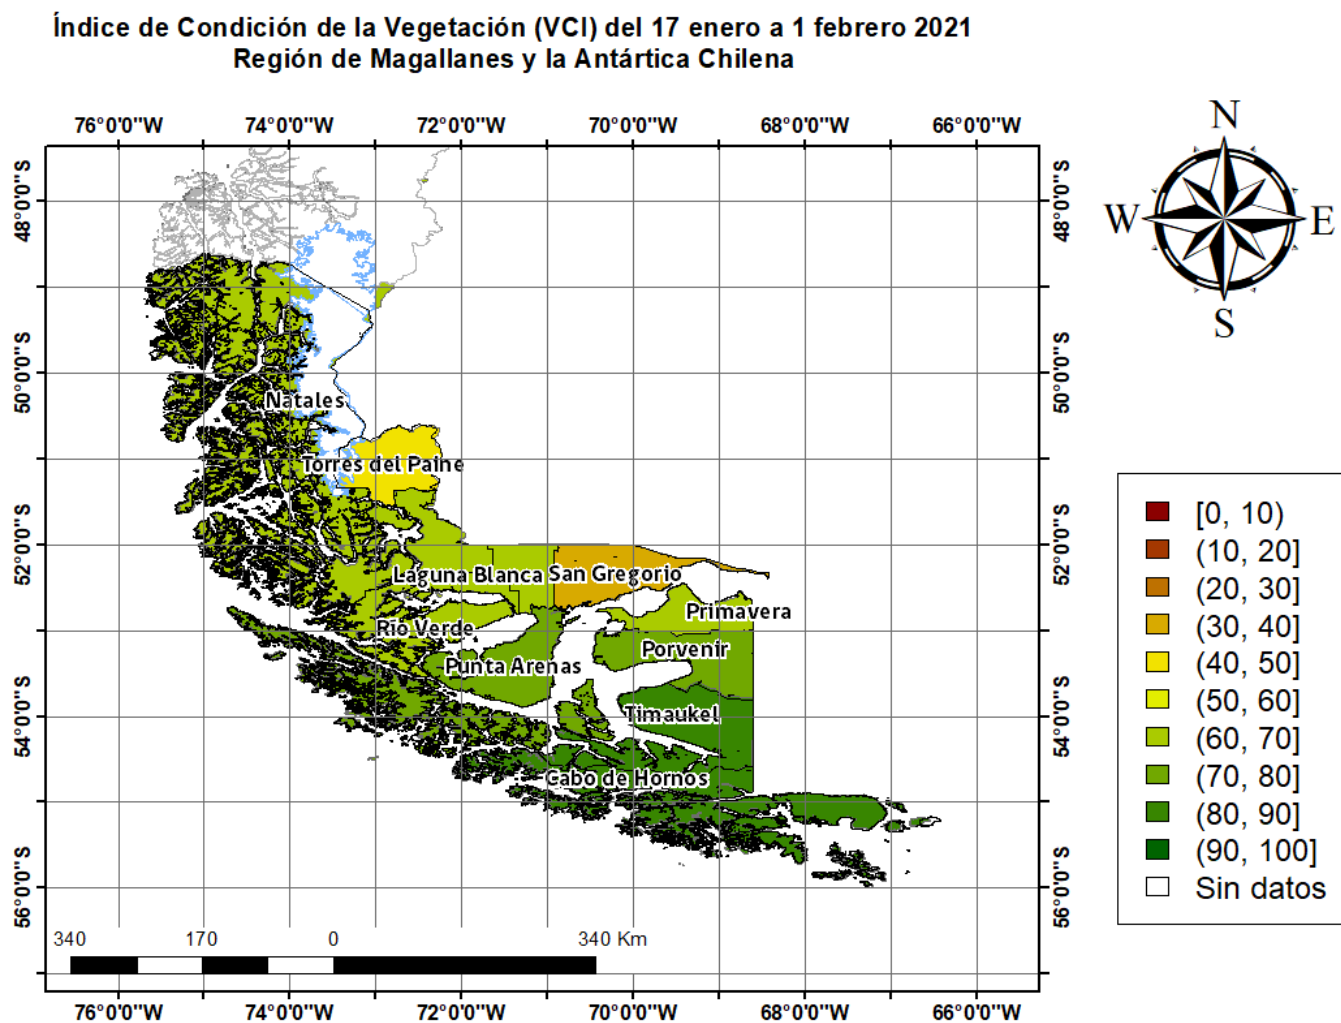 Índice de Condición de la Vegetación (VCI) del 17 enero a 1 febrero 2021
Región de Magallanes y la Antártica Chilena
76°0'0"W 74°0'0"W 72°0'0"W 70°0'0"W 68°0'0"W 66°0'0"W
48°0'0"S 48°0'0"S
50°0'0"S 50°0'0"S
52°0'0"S 52°0'0"S
54°0'0"S 54°0'0"S
56°0'0"S 56°0'0"S
Natales
Torres del Paine
Laguna Blanca San Gregorio
Primavera
Río Verde
Porvenir
Punta Arenas
Timaukel
Cabo de Hornos
340 170 0 340 Km
76°0'0"W 74°0'0"W 72°0'0"W 70°0'0"W 68°0'0"W 66°0'0"W
N
W E
S
[0, 10)
(10, 20]
(20, 30]
(30, 40]
(40, 50]
(50, 60]
(60, 70]
(70, 80]
(80, 90]
(90, 100]
Sin datos